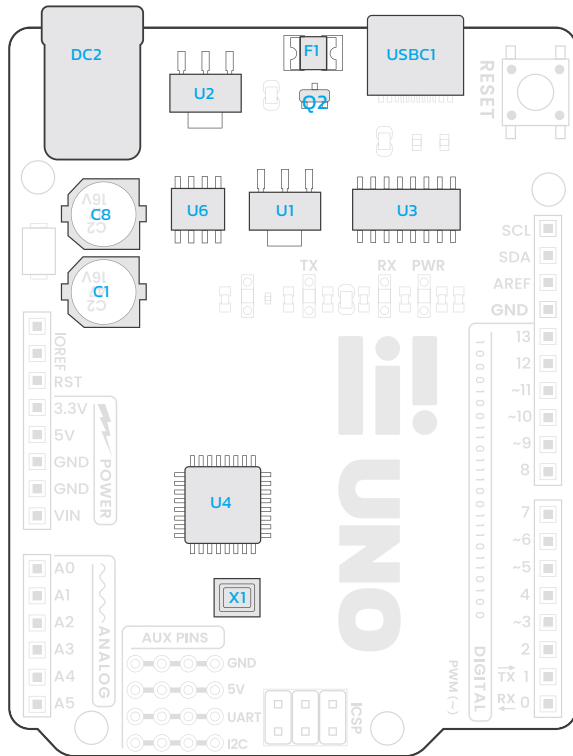 DC2
F1
USBC1
U2
Q2
RESET
16V
C8
C2
U6
U1
U3
16V
C1
C2
TX
RX
PWR
SCL
SDA
AREF
GND
13
12
~11
~10
~9
8
IOREF
RST
3.3V
5V
GND
GND
VIN
POWER
UNO
U4
7
~6
~5
4
~3
2
TX 1
RX 0
DIGITAL
PWM (~)
A0
A1
A2
A3
A4
A5
ANALOG
X1
AUX PINS
GND
5V
UART
I2C
ICSP